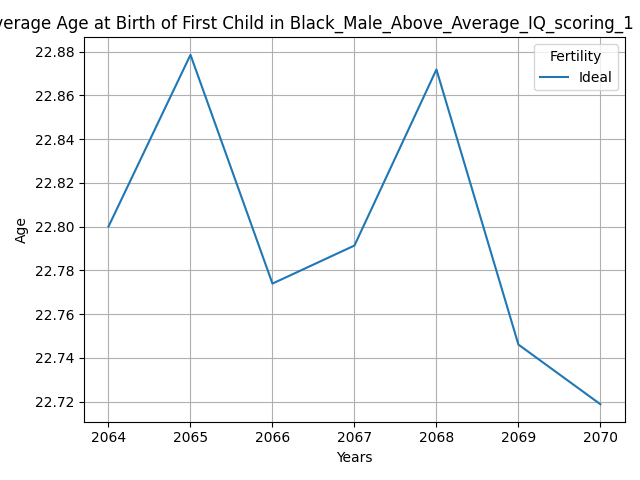 verage Age at Birth of First Child in Black_Male_Above_Average_IQ_scoring_1
22.88
22.86
22.84
22.82
22.80
22.78
22.76
22.74
22.72
Age
Fertility
Ideal
2064 2065 2066 2067 2068 2069 2070
Years